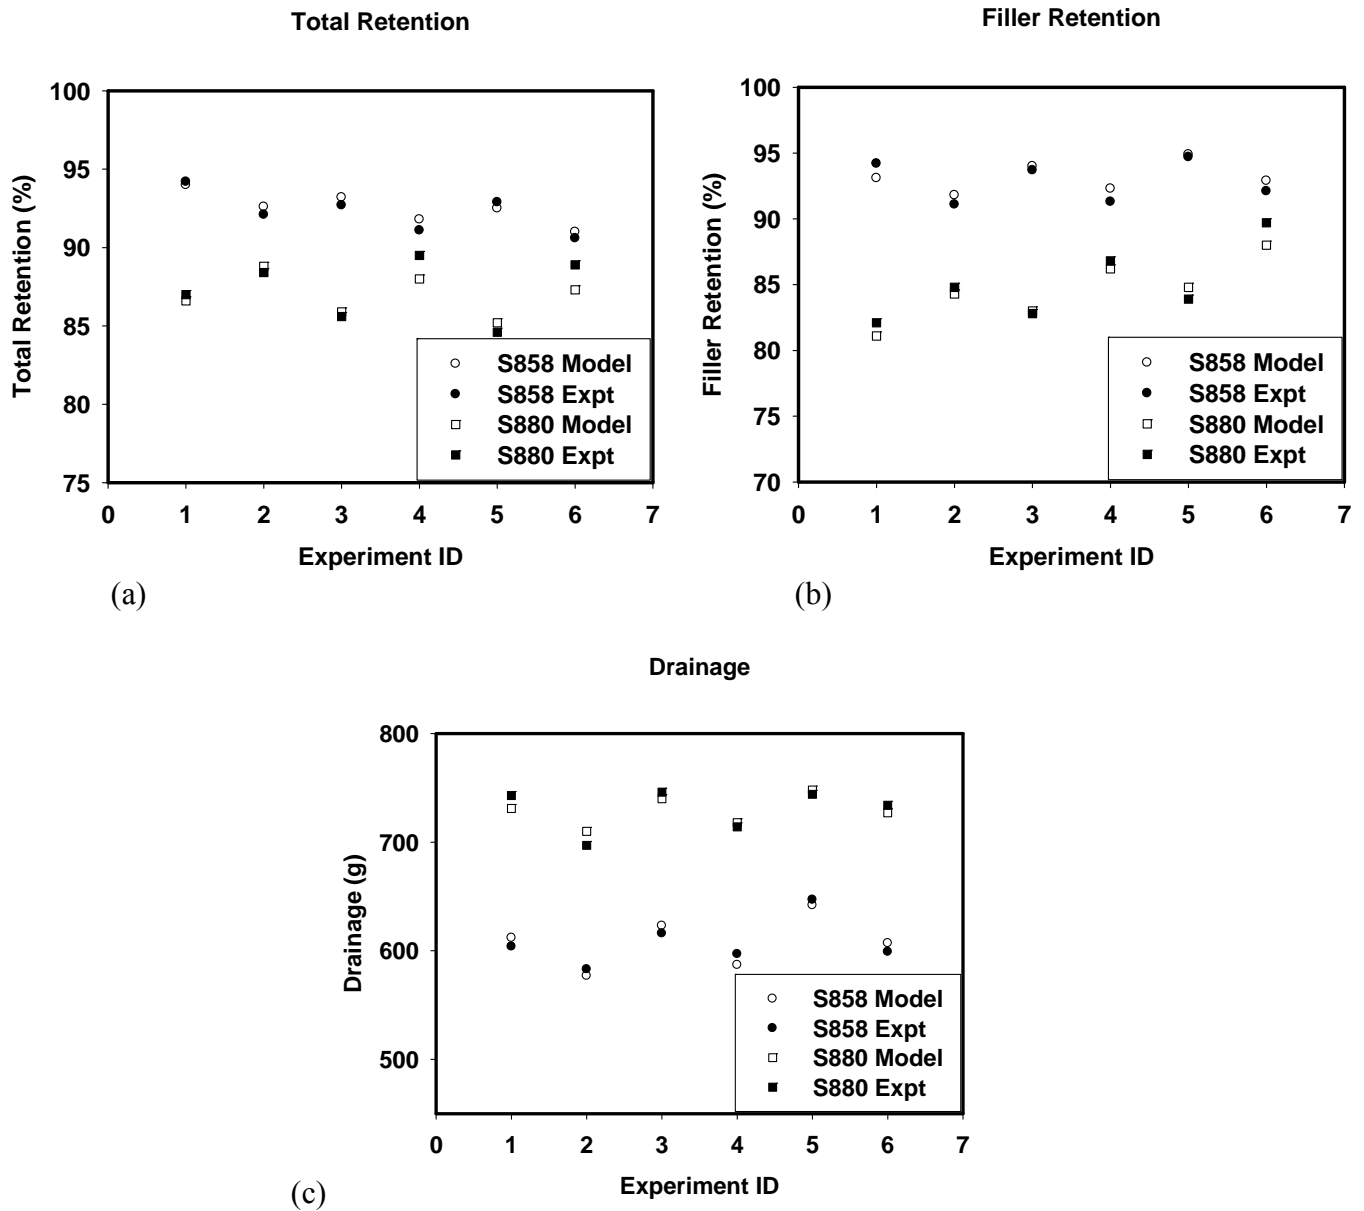 Total Retention
100
95
90
85
80
75
Total Retention (%)
S858 Model
S858 Expt
S880 Model
S880 Expt
0 1 2 3 4 5 6 7
Experiment ID
(a)
Filler Retention
100
95
90
85
80
75
70
Filler Retention (%)
S858 Model
S858 Expt
S880 Model
S880 Expt
0 1 2 3 4 5 6 7
Experiment ID
(b)
Drainage
800
700
600
500
Drainage (g)
S858 Model
S858 Expt
S880 Model
S880 Expt
0 1 2 3 4 5 6 7
Experiment ID
(c)